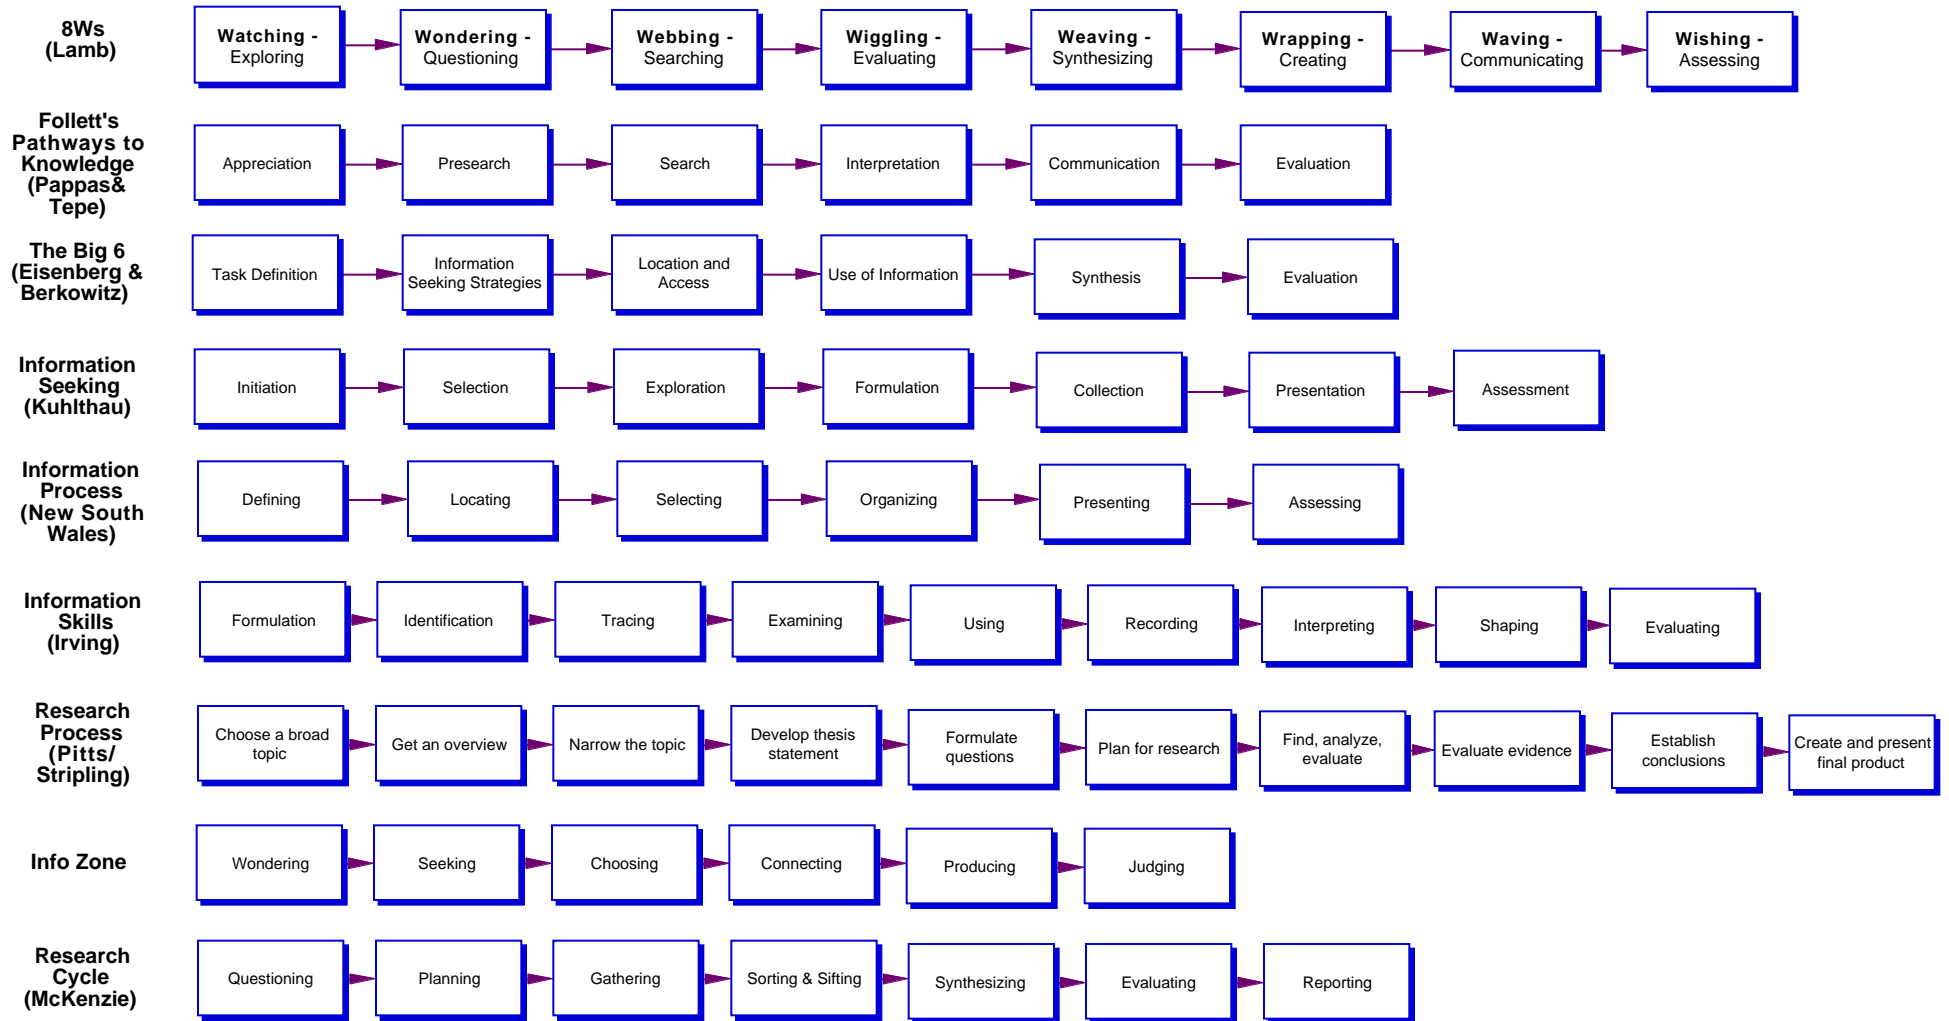 8Ws
(Lamb)
Watching -
Exploring
Wondering -
Questioning
Webbing -
Searching
Wiggling -
Evaluating
Weaving -
Synthesizing
Wrapping -
Creating
Waving -
Communicating
Wishing -
Assessing
Follett's
Pathways to
Knowledge
(Pappas&
Tepe)
Appreciation
Presearch
Search
Interpretation
Communication
Evaluation
The Big 6
(Eisenberg &
Berkowitz)
Task Definition
Information
Seeking Strategies
Location and
Access
Use of Information
Synthesis
Evaluation
Information
Seeking
(Kuhlthau)
Initiation
Selection
Exploration
Formulation
Collection
Presentation
Assessment
Information
Process
(New South
Wales)
Defining
Locating
Selecting
Organizing
Presenting
Assessing
Information
Skills
(Irving)
Formulation
Identification
Tracing
Examining
Using
Recording
Interpreting
Shaping
Evaluating
Research
Process
(Pitts/
Stripling)
Choose a broad
topic
Get an overview
Narrow the topic
Develop thesis
statement
Formulate
questions
Plan for research
Find, analyze,
evaluate
Evaluate evidence
Establish
conclusions
Create and present
final product
Info Zone
Wondering
Seeking
Choosing
Connecting
Producing
Judging
Research
Cycle
(McKenzie)
Questioning
Planning
Gathering
Sorting & Sifting
Synthesizing
Evaluating
Reporting